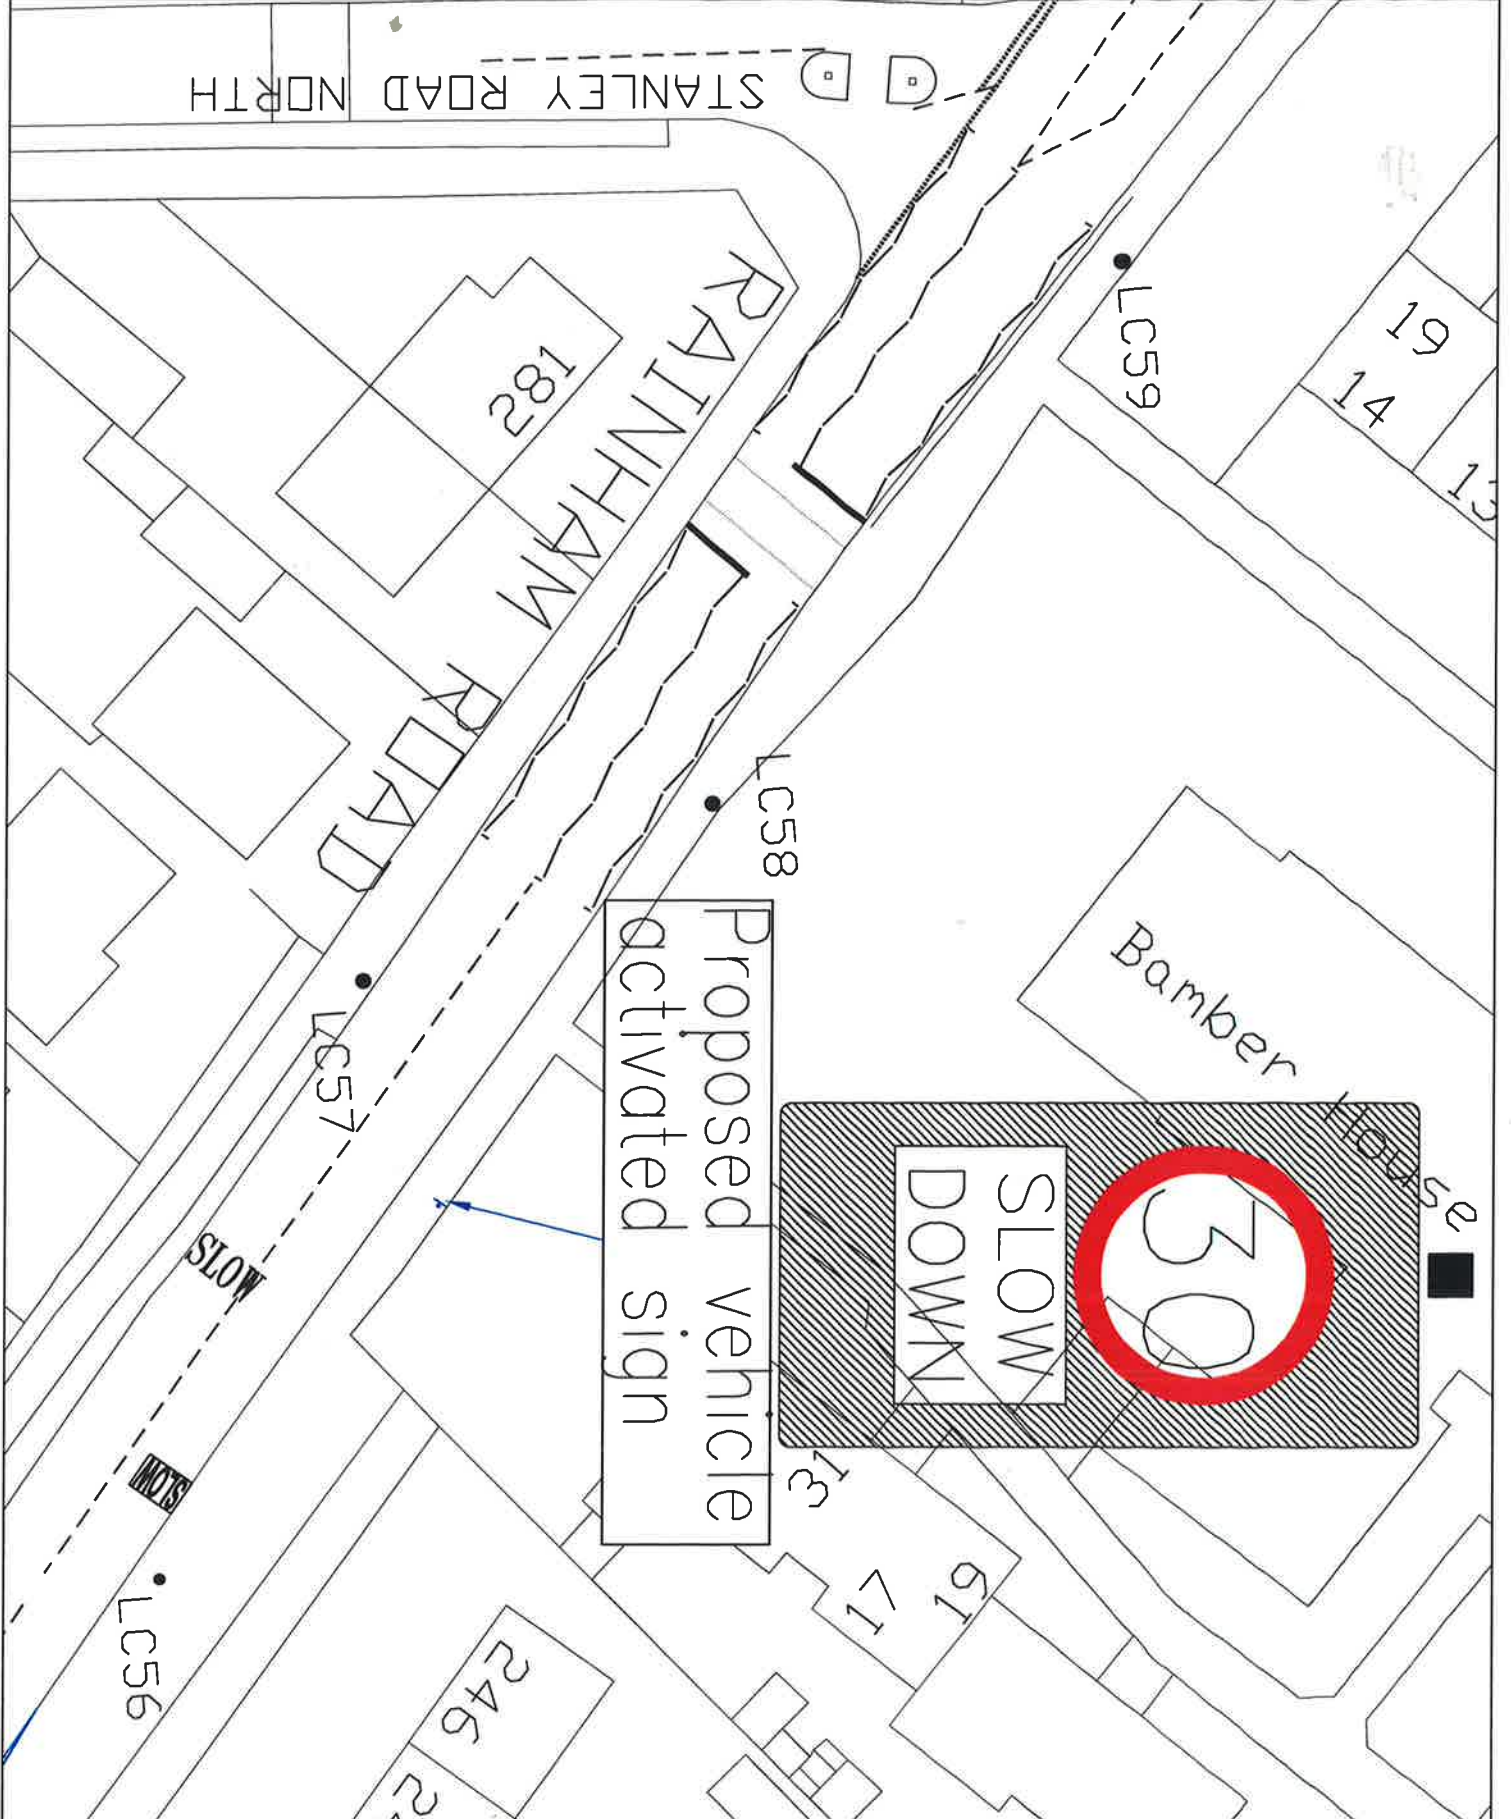 STANLEY ROAD NORTH
RAINHAM ROAD
281
LC59
19
14
13
LC58
Bamber House
Proposed Vehicle
activated Sign
30
SLOW
DOWN
LC57
SLOW
SLOW
LC56
31
17
19
246